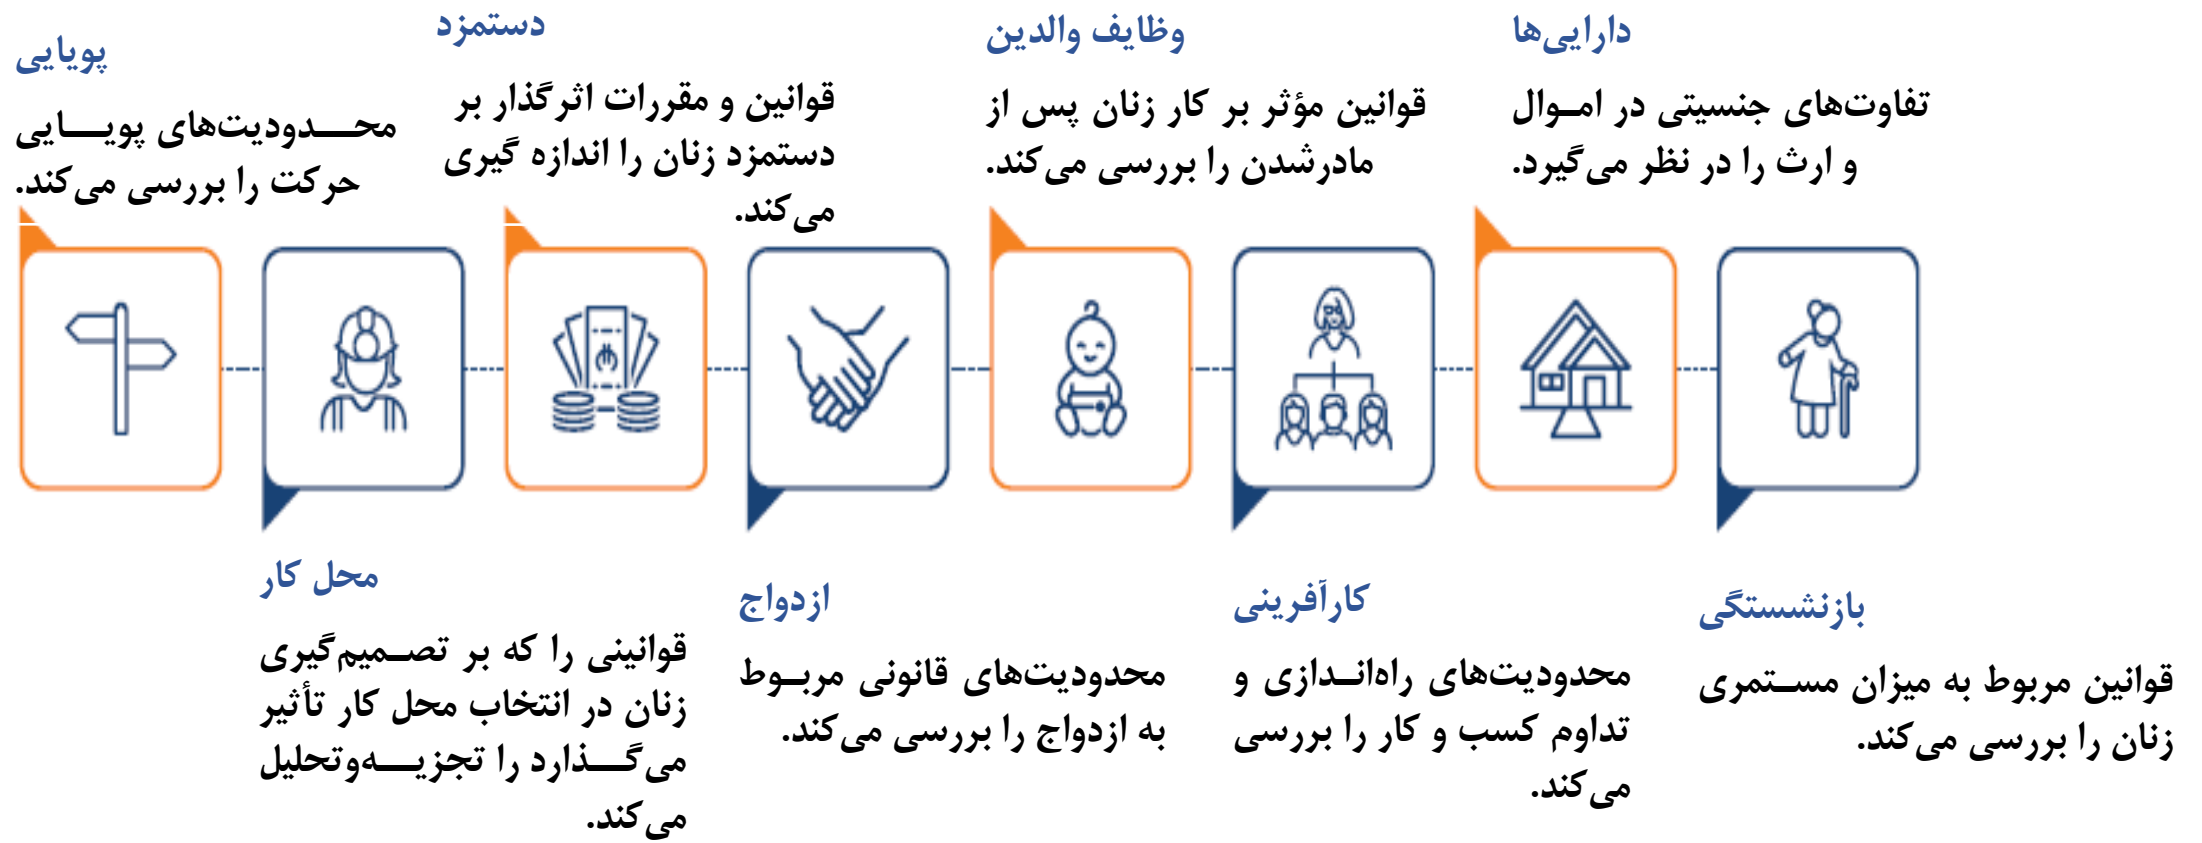 پویایی
محدودیت‌های پویایی
حرکت را بررسی می‌کند.
دستمزد
قوانین و مقررات اثرگذار بر
دستمزد زنان را اندازه گیری
می‌کند.
وظایف والدین
قوانین مؤثر بر کار زنان پس از
مادرشدن را بررسی می‌کند.
دارایی‌ها
تفاوت‌های جنسیتی در اموال
و ارث را در نظر می‌گیرد.
محل کار
قوانینی را که بر تصمیم‌گیری
زنان در انتخاب محل کار تأثیر
می‌گذارد را تجزیه‌وتحلیل
می‌کند.
ازدواج
محدودیت‌های قانونی مربوط
به ازدواج را بررسی می‌کند.
کارآفرینی
محدودیت‌های راه‌اندازی و
تداوم کسب و کار را بررسی
می‌کند.
بازنشستگی
قوانین مربوط به میزان مستمری
زنان را بررسی می‌کند.